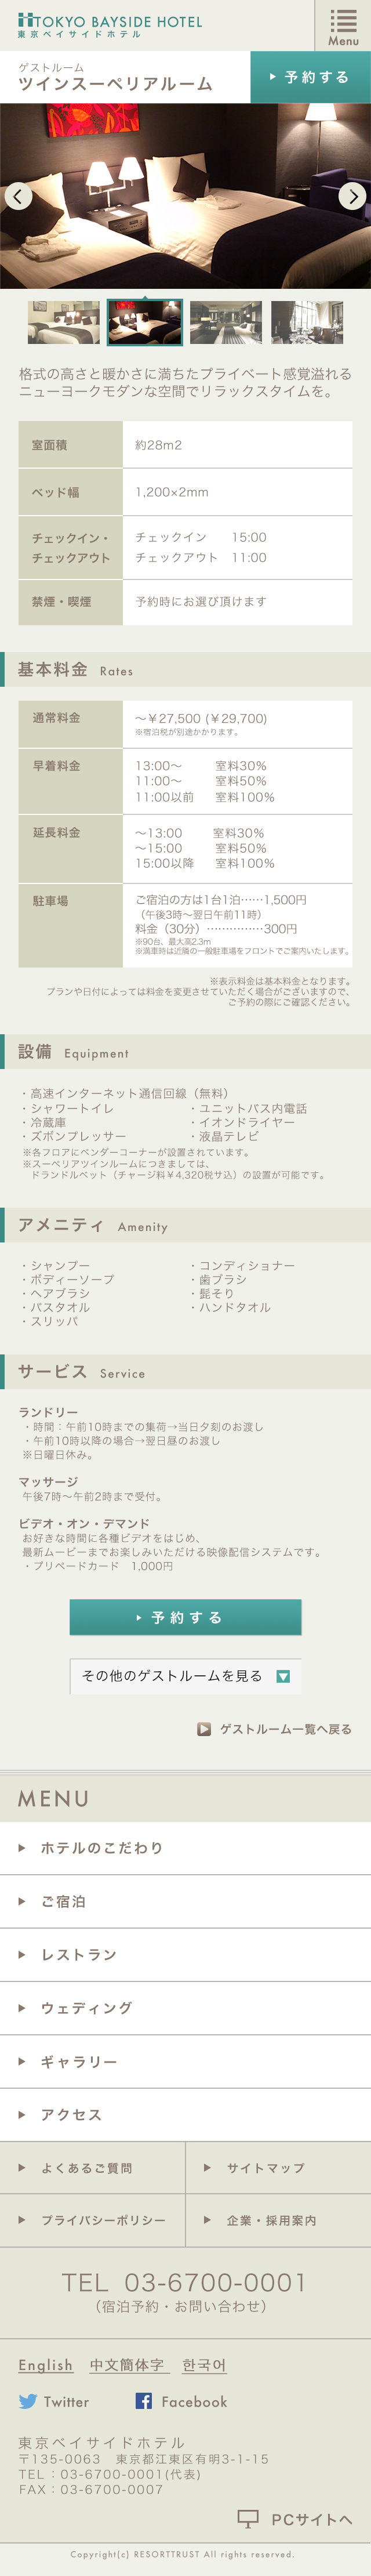 TOKYO BAYSIDE HOTEL
東京ベイサイドホテル
Menu
ゲストルーム
ツインスーペリアルーム
予約する
格式の高さと暖かさに満ちたプライベート感覚溢れる
ニューヨークモダンな空間でリラックスタイムを。
室面積 約28m2
ベッド幅 1,200×2mm
チェックイン・ チェックイン 15:00
チェックアウト チェックアウト 11:00
禁煙・喫煙 予約時にお選び頂けます
基本料金 Rates
通常料金 〜¥27,500 (¥29,700)
※宿泊税が別途かかります。
早着料金 13:00〜 室料30%
11:00〜 室料50%
11:00以前 室料100%
延長料金 〜13:00 室料30%
〜15:00 室料50%
15:00以降 室料100%
駐車場 ご宿泊の方は1台1泊……1,500円
（午後3時〜翌日午前11時）
料金（30分）……………300円
※90台、最大高2.3m
※満車時は近隣の一般駐車場をフロントでご案内いたします。
※表示料金は基本料金となります。
プランや日付によっては料金を変更させていただく場合がございますので、
ご予約の際にご確認ください。
設備 Equipment
・高速インターネット通信回線（無料）
・シャワートイレ ・ユニットバス内電話
・冷蔵庫 ・イオンドライヤー
・ズボンプレッサー ・液晶テレビ
※各フロアにベンダーコーナーが設置されています。
※スーペリアツインルームにつきましては、
ドランドルベット（チャージ料¥4,320税サ込）の設置が可能です。
アメニティ Amenity
・シャンプー ・コンディショナー
・ボディーソープ ・歯ブラシ
・ヘアブラシ ・髭そり
・バスタオル ・ハンドタオル
・スリッパ
サービス Service
ランドリー
・時間：午前10時までの集荷→当日夕刻のお渡し
・午前10時以降の場合→翌日昼のお渡し
※日曜日休み。
マッサージ
午後7時〜午前2時まで受付。
ビデオ・オン・デマンド
お好きな時間に各種ビデオをはじめ、
最新ムービーまでお楽しみいただける映像配信システムです。
・プリペードカード 1,000円
予約する
その他のゲストルームを見る
ゲストルーム一覧へ戻る
MENU
ホテルのこだわり
ご宿泊
レストラン
ウェディング
ギャラリー
アクセス
よくあるご質問 サイトマップ
プライバシーポリシー 企業・採用案内
TEL 03-6700-0001
（宿泊予約・お問い合わせ）
English 中文簡体字 한국어
Twitter Facebook
東京ベイサイドホテル
〒135-0063 東京都江東区有明3-1-15
TEL：03-6700-0001(代表)
FAX：03-6700-0007
PCサイトへ
Copyright(c) RESORTTRUST All rights reserved.